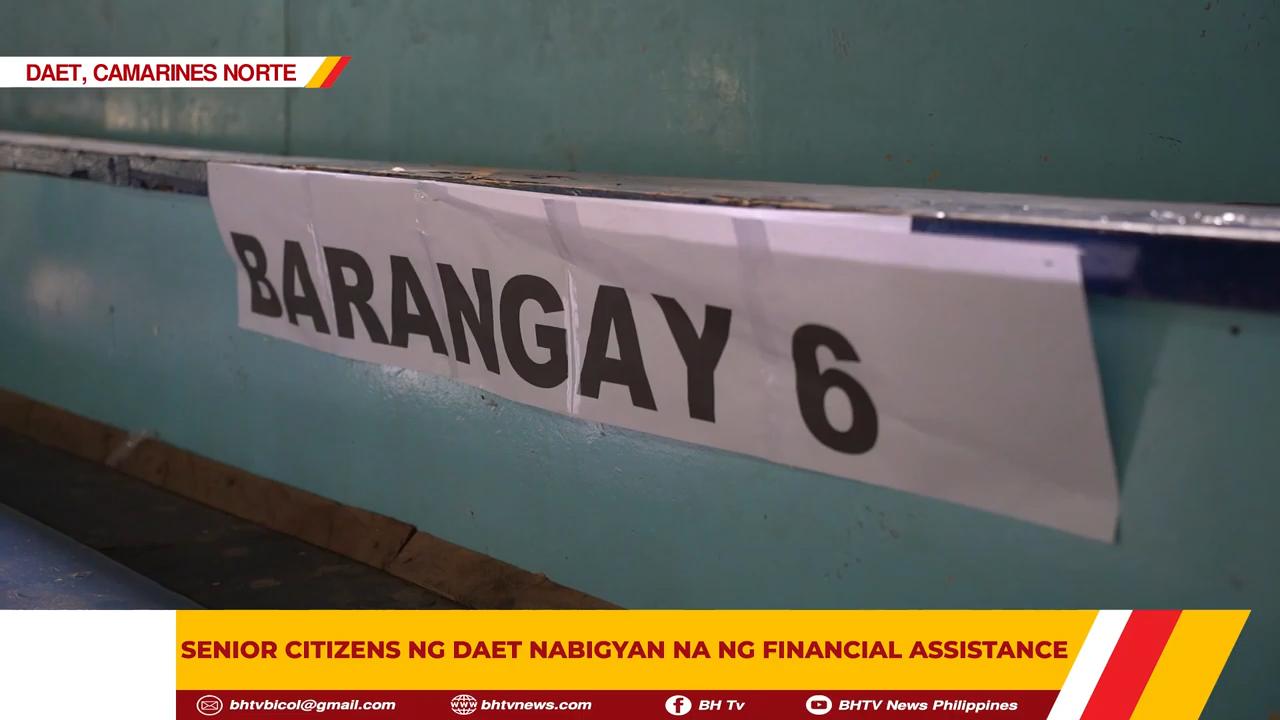 DAET, CAMARINES NORTE
BARANGAY 6
SENIOR CITIZENS NG DAET NABIGYAN NA NG FINANCIAL ASSISTANCE
bhtvbicol@gmail.com bhtvnews.com BH Tv BHTV News Philippines